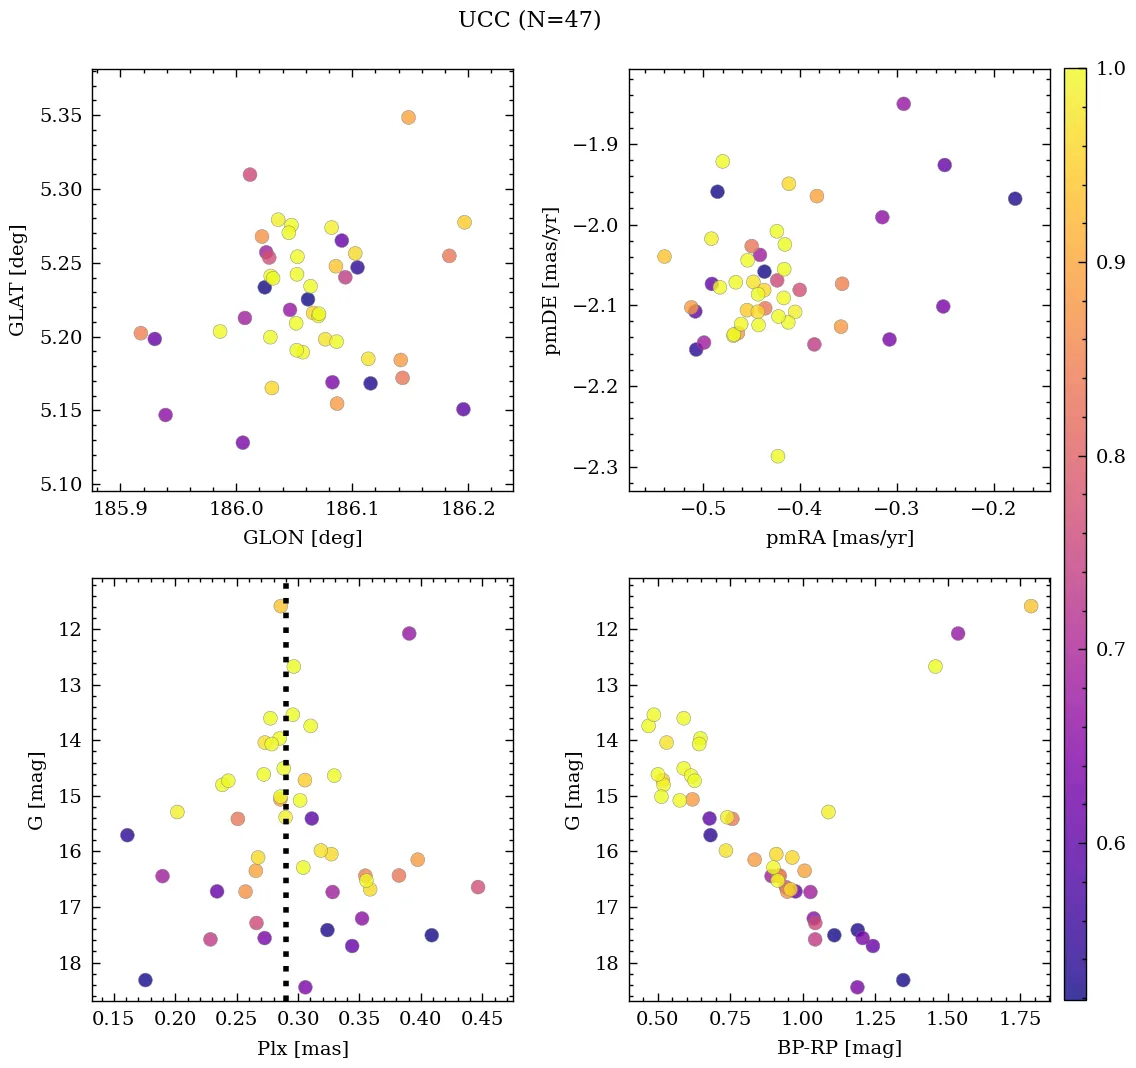 UCC (N=47)
5.35
5.30
5.25
5.20
5.15
5.10
GLAT [deg]
185.9 186.0 186.1 186.2
GLON [deg]
−1.9
−2.0
−2.1
−2.2
−2.3
pmDE [mas/yr]
−0.5 −0.4 −0.3 −0.2
pmRA [mas/yr]
12
13
14
15
16
17
18
G [mag]
0.15 0.20 0.25 0.30 0.35 0.40 0.45
Plx [mas]
12
13
14
15
16
17
18
G [mag]
0.50 0.75 1.00 1.25 1.50 1.75
BP-RP [mag]
1.0
0.9
0.8
0.7
0.6